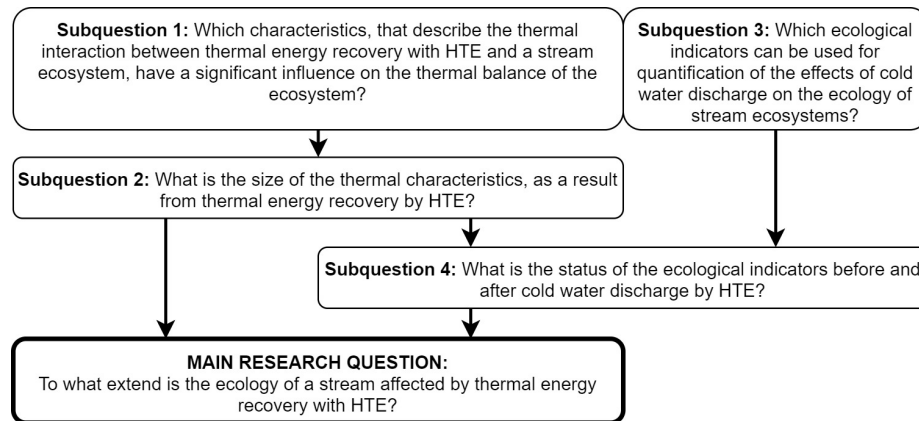 Subquestion 1: Which characteristics, that describe the thermal
interaction between thermal energy recovery with HTE and a stream
ecosystem, have a significant influence on the thermal balance of the
ecosystem?
Subquestion 3: Which ecological
indicators can be used for
quantification of the effects of cold
water discharge on the ecology of
stream ecosystems?
Subquestion 2: What is the size of the thermal characteristics, as a result
from thermal energy recovery by HTE?
Subquestion 4: What is the status of the ecological indicators before and
after cold water discharge by HTE?
MAIN RESEARCH QUESTION:
To what extend is the ecology of a stream affected by thermal energy
recovery with HTE?